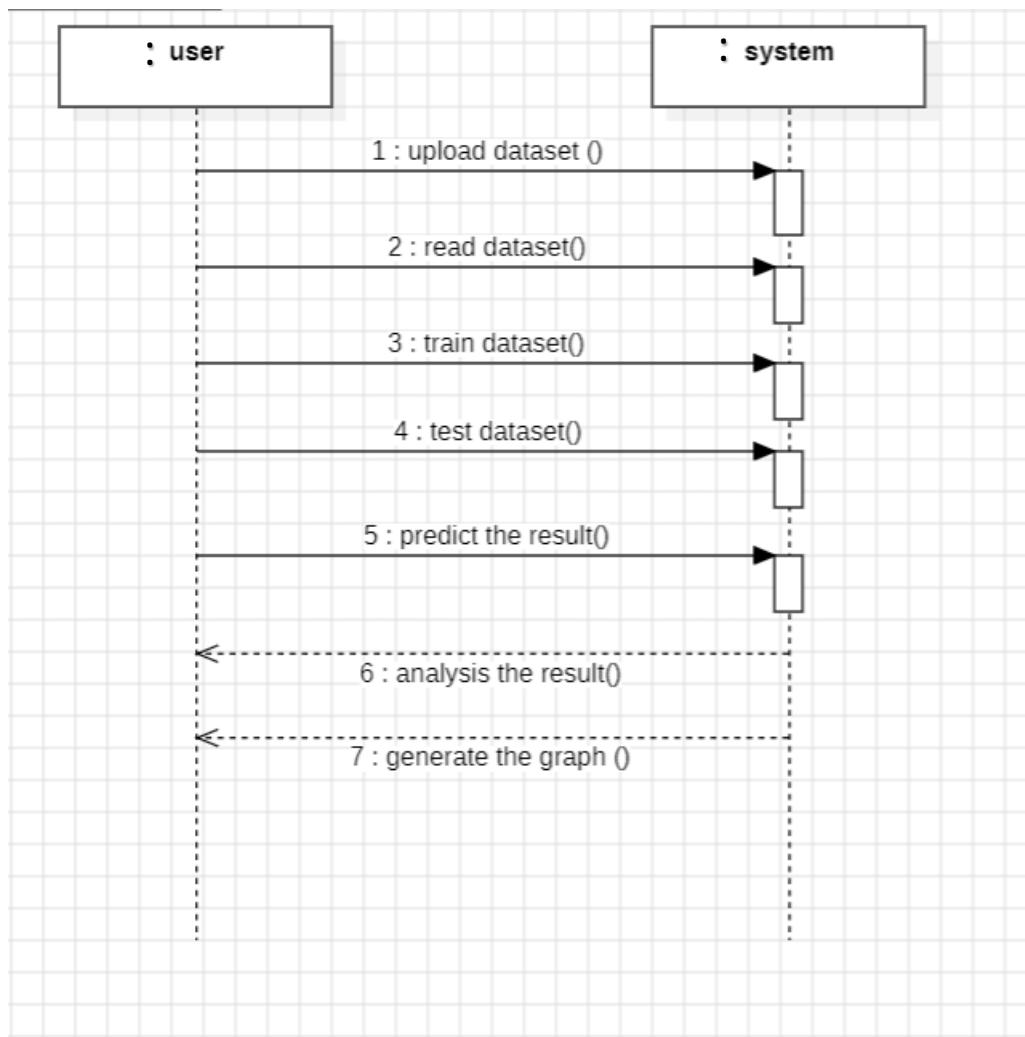 : user
: system
1 : upload dataset ()
2 : read dataset()
3 : train dataset()
4 : test dataset()
5 : predict the result()
6 : analysis the result()
7 : generate the graph ()